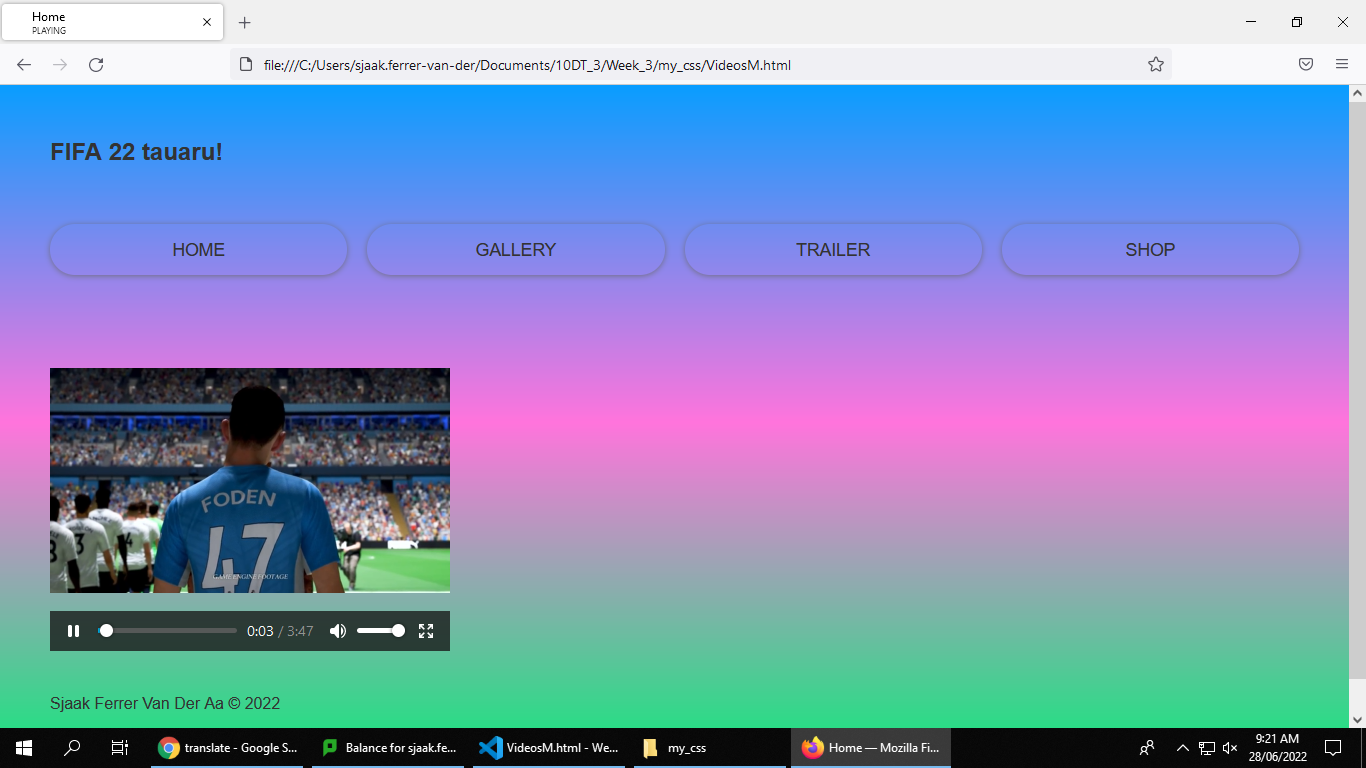 Home
PLAYING
file:///C:/Users/sjaak.ferrer-van-der/Documents/10DT_3/Week_3/my_css/VideosM.html
FIFA 22 tauaru!
HOME GALLERY TRAILER SHOP
FODEN
3 4 47
GAME ENGINE FOOTAGE
0:03 / 3:47
Sjaak Ferrer Van Der Aa © 2022
translate - Google S... Balance for sjaak.fe... VideosM.html - We... my_css Home — Mozilla Fi...
9:21 AM
28/06/2022